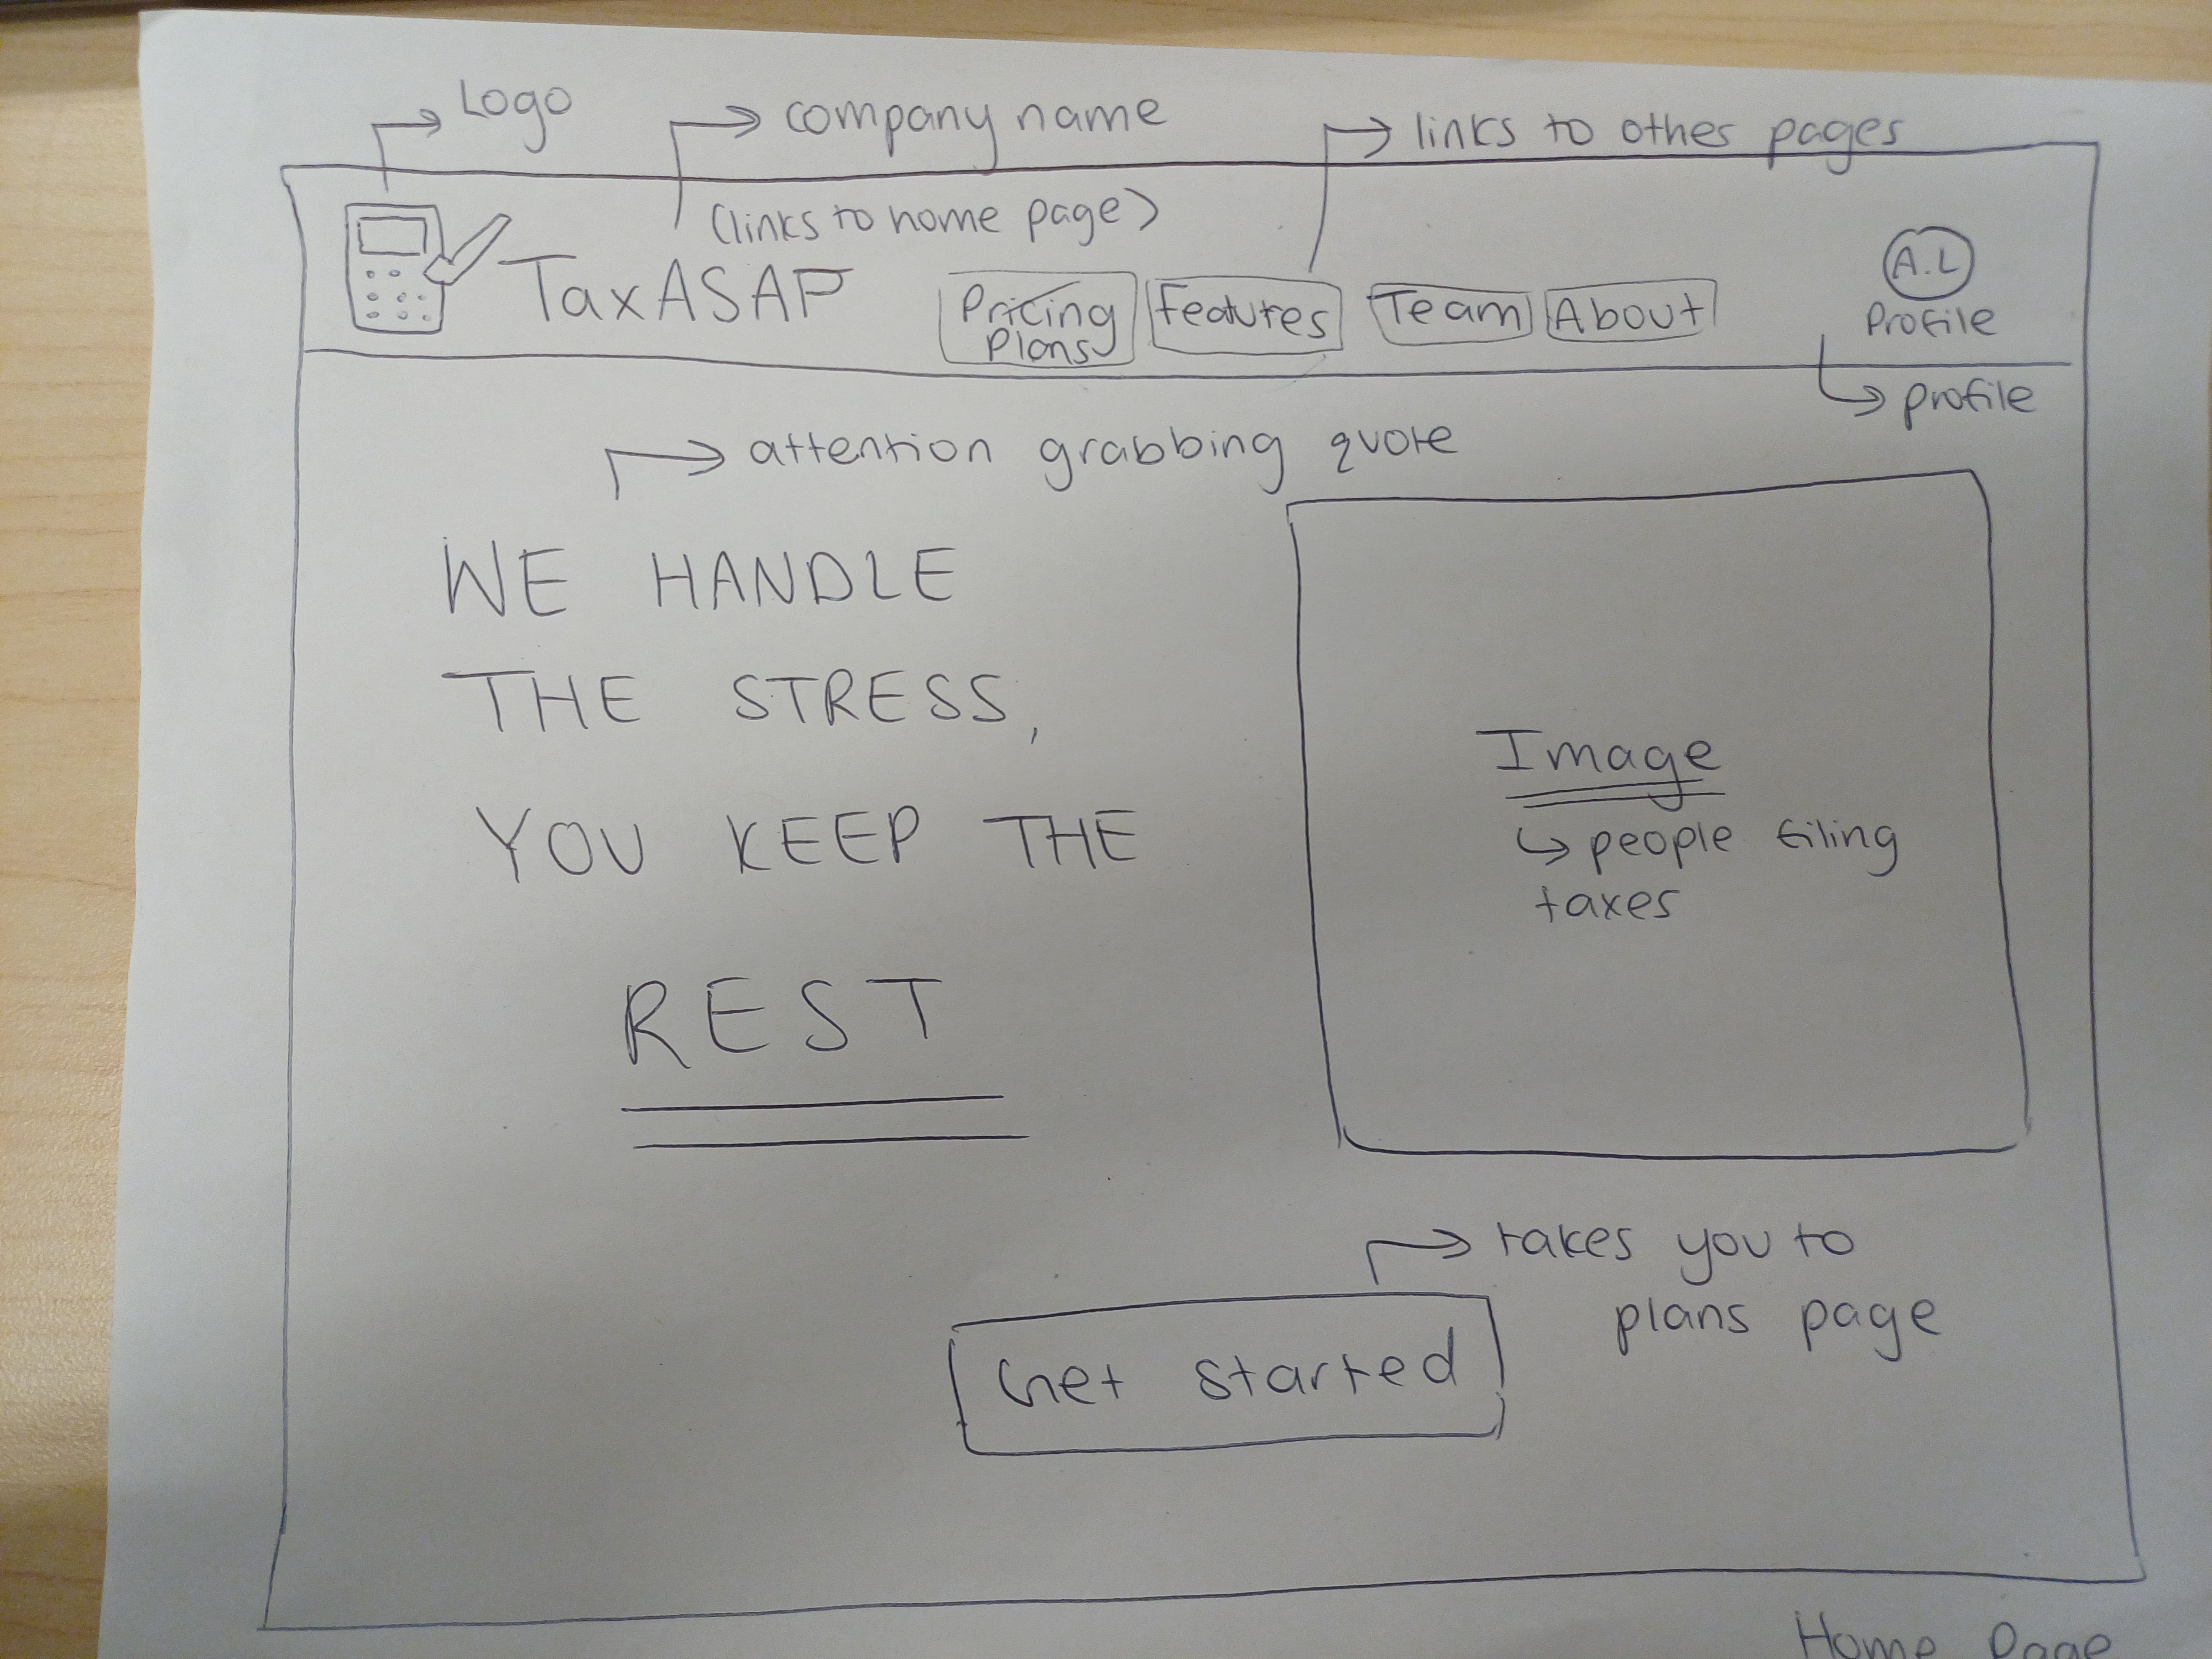 Logo
company name
links to other pages
(links to home page)
TaxASAP
Pricing
Plans
Features
Team
About
A.L
Profile
profile
attention grabbing quote
WE HANDLE
THE STRESS,
YOU KEEP THE
REST
Image
people filing
taxes
takes you to
plans page
Get started
Home Page